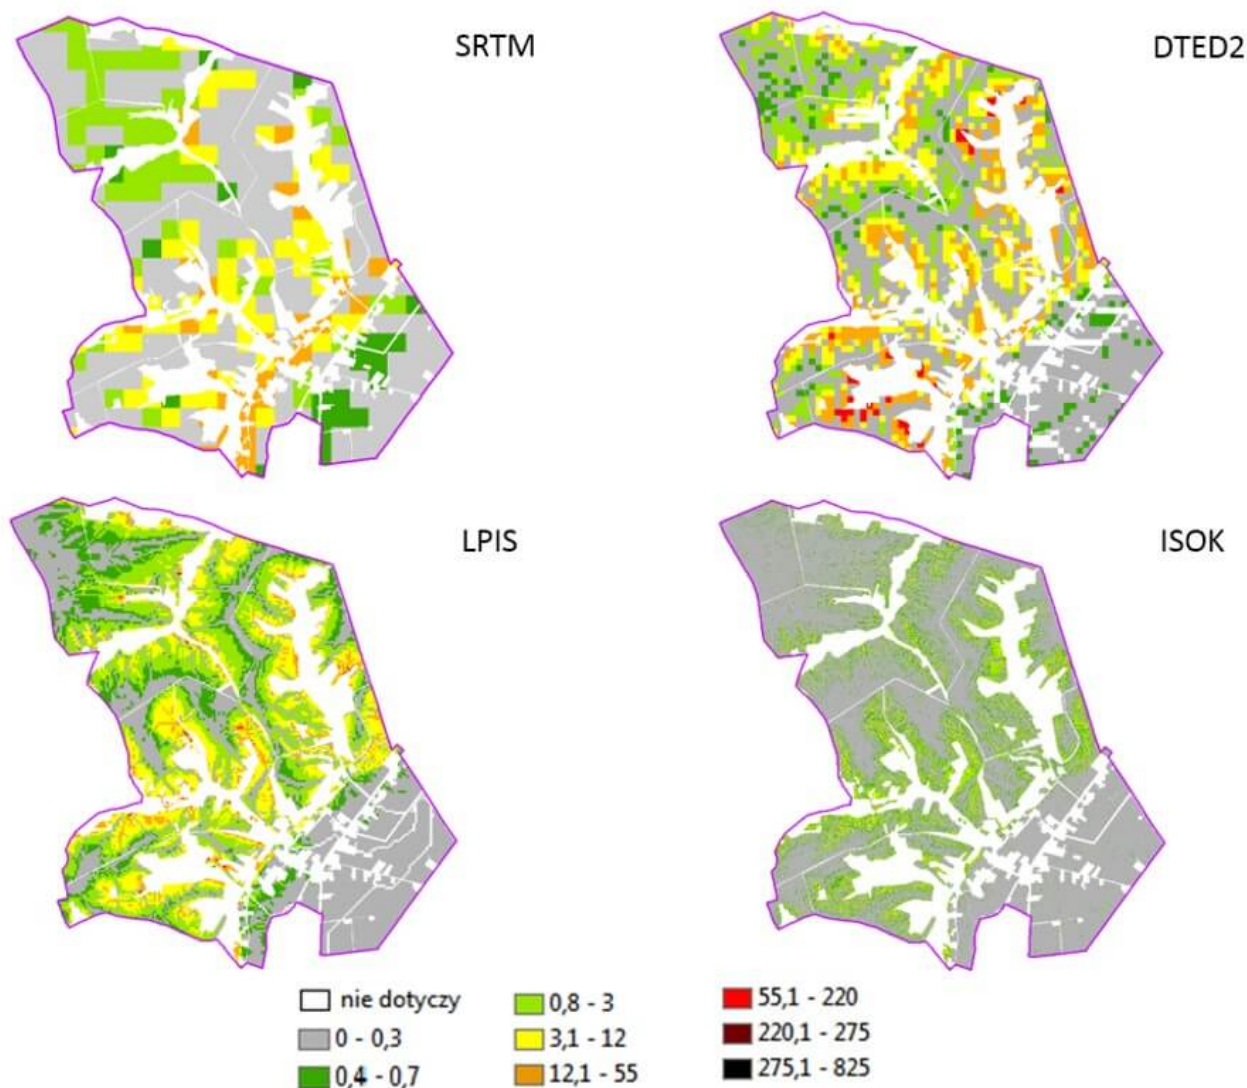 SRTM
DTED2
LPIS
ISOK
nie dotyczy
0 - 0,3
0,4 - 0,7
0,8 - 3
3,1 - 12
12,1 - 55
55,1 - 220
220,1 - 275
275,1 - 825